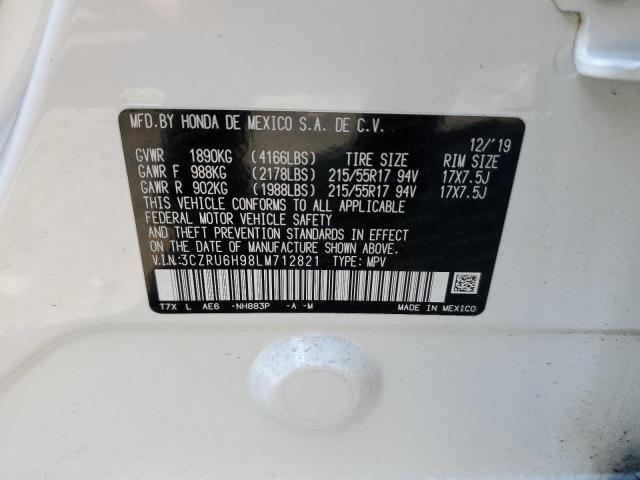 MFD.BY HONDA DE MEXICO S.A. DE C.V.
12/'19
GVWR 1890KG (4166LBS) TIRE SIZE RIM SIZE
GAWR F 988KG (2178LBS) 215/55R17 94V 17X7.5J
GAWR R 902KG (1988LBS) 215/55R17 94V 17X7.5J
THIS VEHICLE CONFORMS TO ALL APPLICABLE
FEDERAL MOTOR VEHICLE SAFETY
AND THEFT PREVENTION STANDARDS IN EFFECT
ON THE DATE OF MANUFACTURE SHOWN ABOVE.
V.I.N.:3CZRU6H98LM712821 TYPE: MPV
T7X L AE6 -NH883P -A -M MADE IN MEXICO